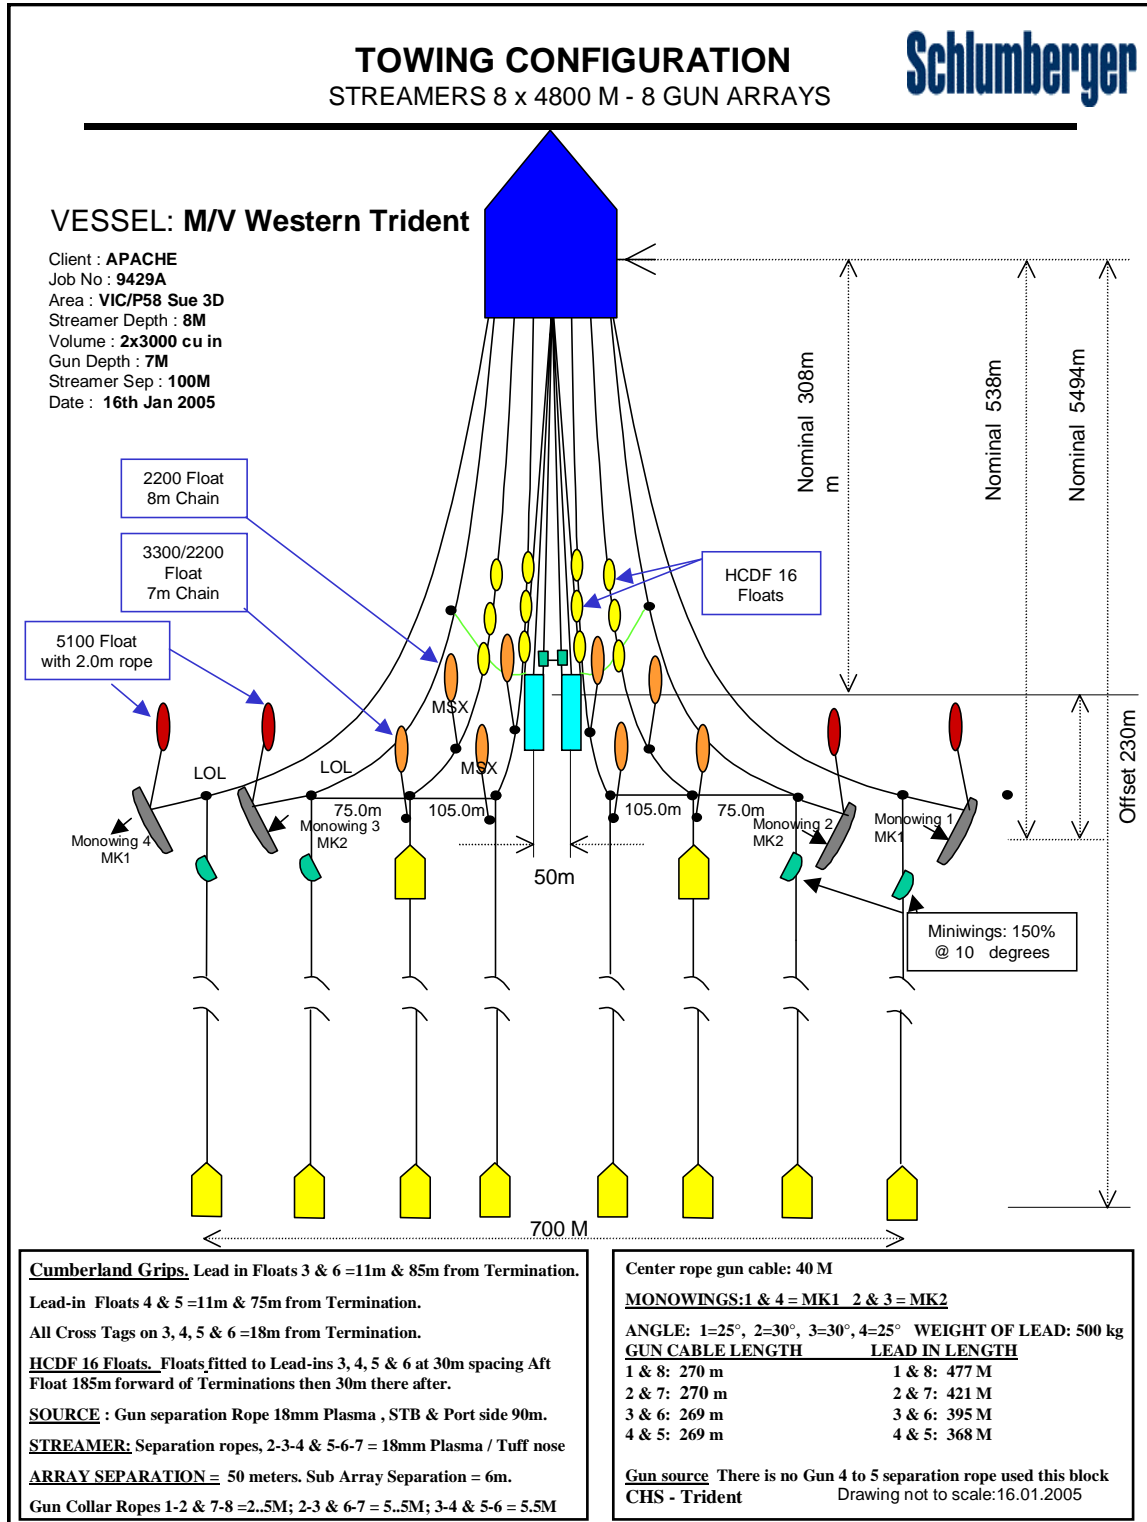 TOWING CONFIGURATION
STREAMERS 8 x 4800 M - 8 GUN ARRAYS
Schlumberger
VESSEL: M/V Western Trident
Client : APACHE
Job No : 9429A
Area : VIC/P58 Sue 3D
Streamer Depth : 8M
Volume : 2x3000 cu in
Gun Depth : 7M
Streamer Sep : 100M
Date : 16th Jan 2005
Nominal 308m
m
Nominal 538m
Nominal 5494m
Offset 230m
2200 Float
8m Chain
3300/2200
Float
7m Chain
5100 Float
with 2.0m rope
HCDF 16
Floats
MSX
MSX
LOL
LOL
75.0m
105.0m
105.0m
75.0m
Monowing 4
MK1
Monowing 3
MK2
Monowing 2
MK2
Monowing 1
MK1
50m
Miniwings: 150%
@ 10 degrees
700 M
Cumberland Grips. Lead in Floats 3 & 6 =11m & 85m from Termination.
Lead-in Floats 4 & 5 =11m & 75m from Termination.
All Cross Tags on 3, 4, 5 & 6 =18m from Termination.
HCDF 16 Floats. Floats fitted to Lead-ins 3, 4, 5 & 6 at 30m spacing Aft
Float 185m forward of Terminations then 30m there after.
SOURCE : Gun separation Rope 18mm Plasma , STB & Port side 90m.
STREAMER: Separation ropes, 2-3-4 & 5-6-7 = 18mm Plasma / Tuff nose
ARRAY SEPARATION = 50 meters. Sub Array Separation = 6m.
Gun Collar Ropes 1-2 & 7-8 =2..5M; 2-3 & 6-7 = 5..5M; 3-4 & 5-6 = 5.5M
Center rope gun cable: 40 M
MONOWINGS:1 & 4 = MK1 2 & 3 = MK2
ANGLE: 1=25°, 2=30°, 3=30°, 4=25° WEIGHT OF LEAD: 500 kg
GUN CABLE LENGTH LEAD IN LENGTH
1 & 8: 270 m 1 & 8: 477 M
2 & 7: 270 m 2 & 7: 421 M
3 & 6: 269 m 3 & 6: 395 M
4 & 5: 269 m 4 & 5: 368 M
Gun source There is no Gun 4 to 5 separation rope used this block
CHS - Trident Drawing not to scale:16.01.2005